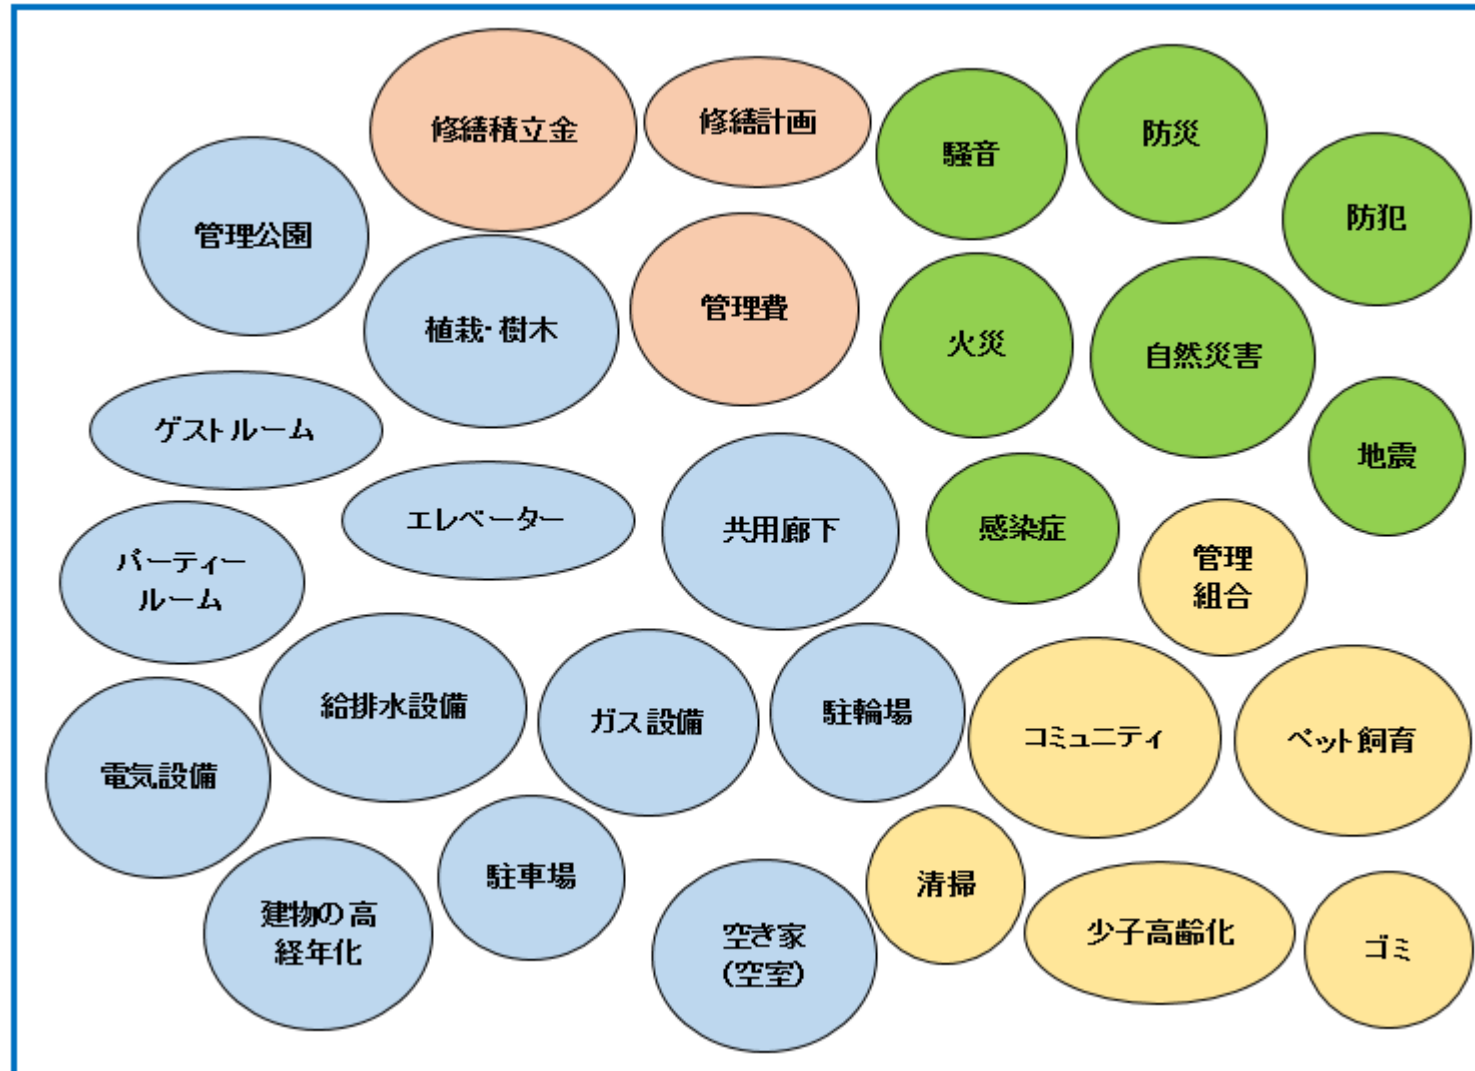 修繕積立金
修繕計画
騒音
防災
防犯
管理公園
植栽・樹木
管理費
火災
自然災害
地震
ゲストルーム
エレベーター
共用廊下
感染症
管理
組合
パーティー
ルーム
給排水設備
ガス設備
駐輪場
コミュニティ
ペット飼育
電気設備
駐車場
清掃
少子高齢化
ゴミ
建物の高
経年化
空き家
(空室)